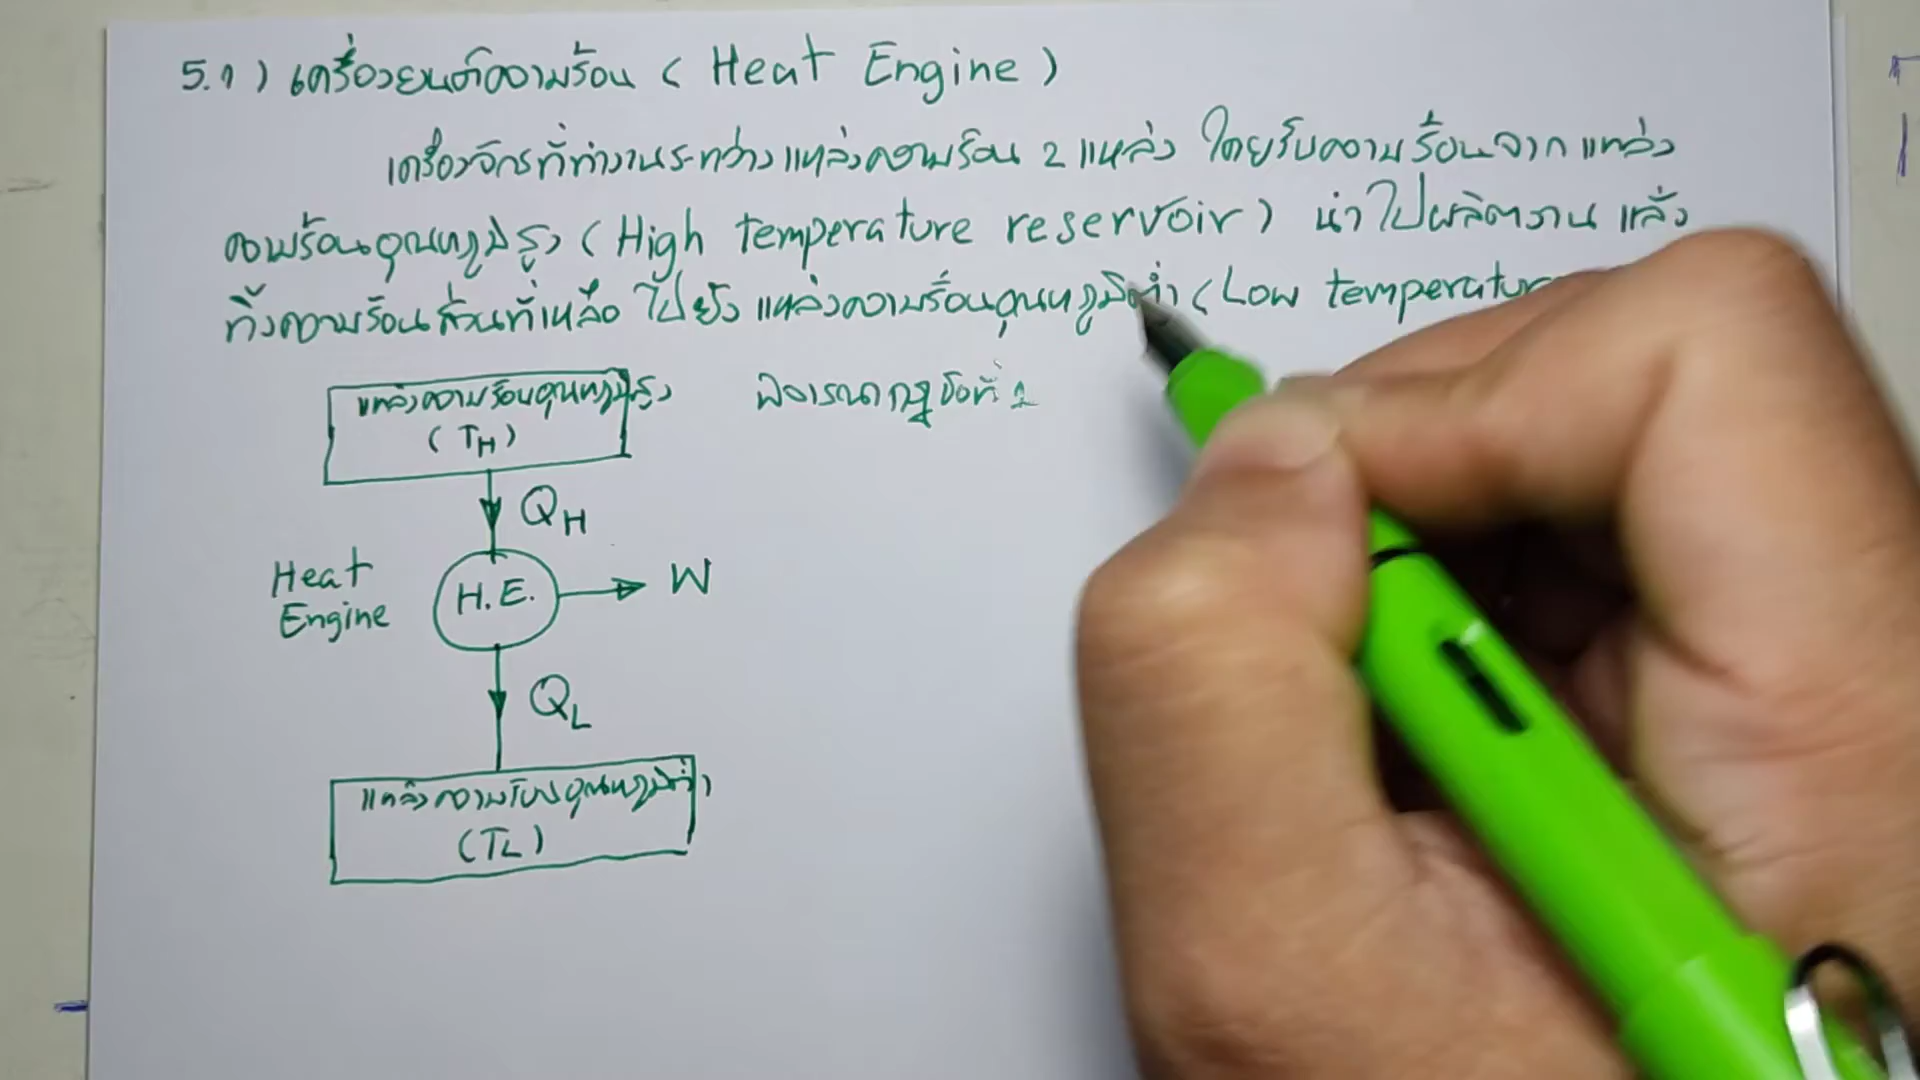 5.1) เครื่องยนต์ความร้อน (Heat Engine)
เครื่องจักรที่ทำงานระหว่างแหล่งความร้อน 2 แหล่ง โดยรับความร้อนจากแหล่ง
ความร้อนอุณหภูมิสูง (High temperature reservoir) นำไปผลิตงาน แล้ว
ทิ้งความร้อนส่วนที่เหลือ ไปยัง แหล่งความร้อนอุณหภูมิต่ำ (Low temperature
แหล่งความร้อนอุณหภูมิสูง
(TH)
พิจารณากฎข้อที่ 1
QH
Heat
Engine
H.E.
W
QL
แหล่งความร้อนอุณหภูมิต่ำ
(TL)